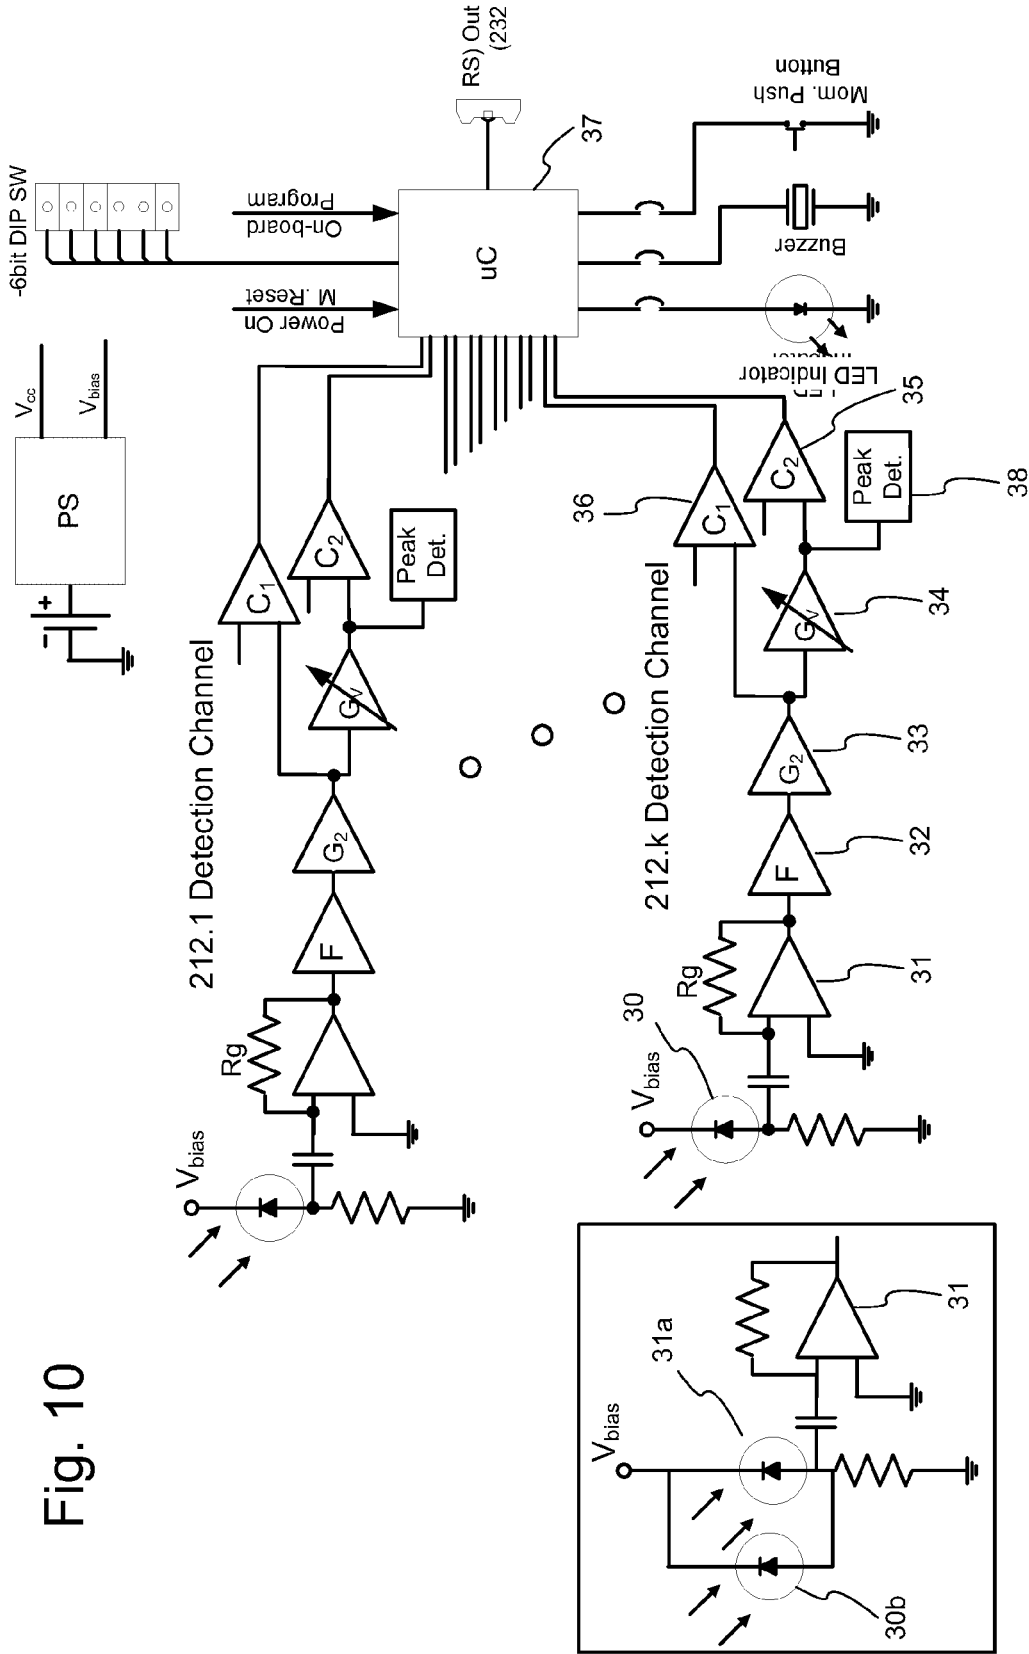 Fig. 10
PS
Vcc
Vbias
-6bit DIP SW
Power On
M. Reset
On-board
Program
uC
37
RS) Out
(232
LED Indicator
Buzzer
Mom. Push
Button
212.1 Detection Channel
Vbias
Rg
F
G2
GV
C1
C2
Peak
Det.
212.k Detection Channel
Vbias
30
Rg
31
F
32
G2
33
GV
34
C1
36
C2
35
Peak
Det.
38
Vbias
31a
30b
31